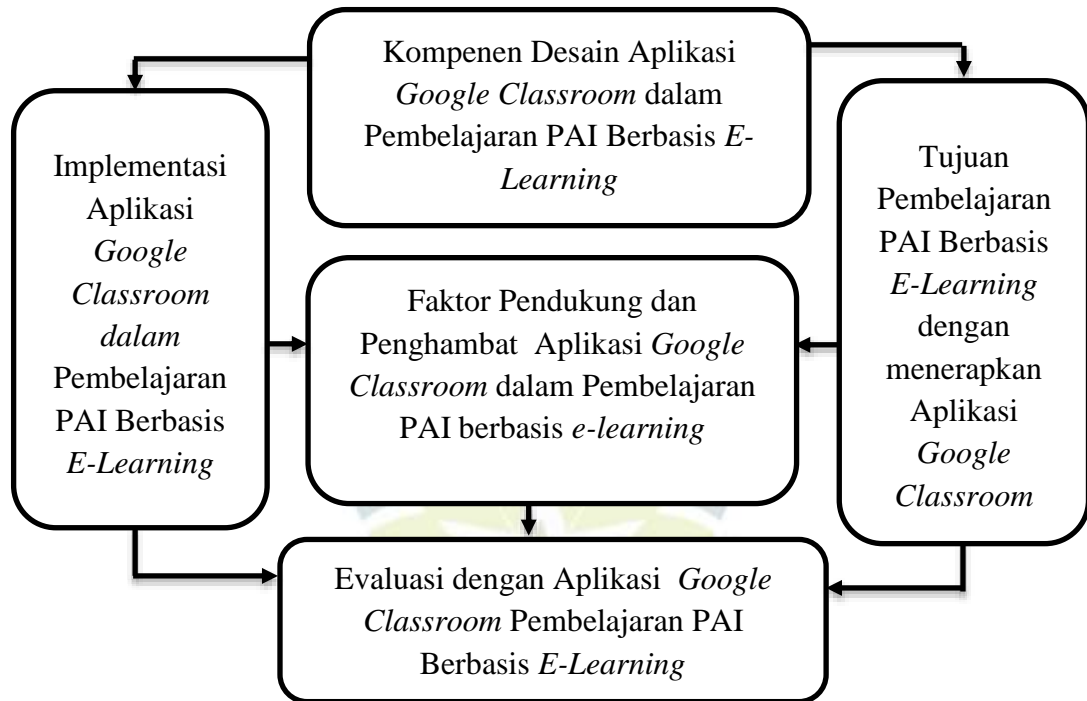 Kompenen Desain Aplikasi
Google Classroom dalam
Pembelajaran PAI Berbasis E-
Learning
Implementasi
Aplikasi
Google
Classroom
dalam
Pembelajaran
PAI Berbasis
E-Learning
Faktor Pendukung dan
Penghambat Aplikasi Google
Classroom dalam Pembelajaran
PAI berbasis e-learning
Tujuan
Pembelajaran
PAI Berbasis
E-Learning
dengan
menerapkan
Aplikasi
Google
Classroom
Evaluasi dengan Aplikasi Google
Classroom Pembelajaran PAI
Berbasis E-Learning